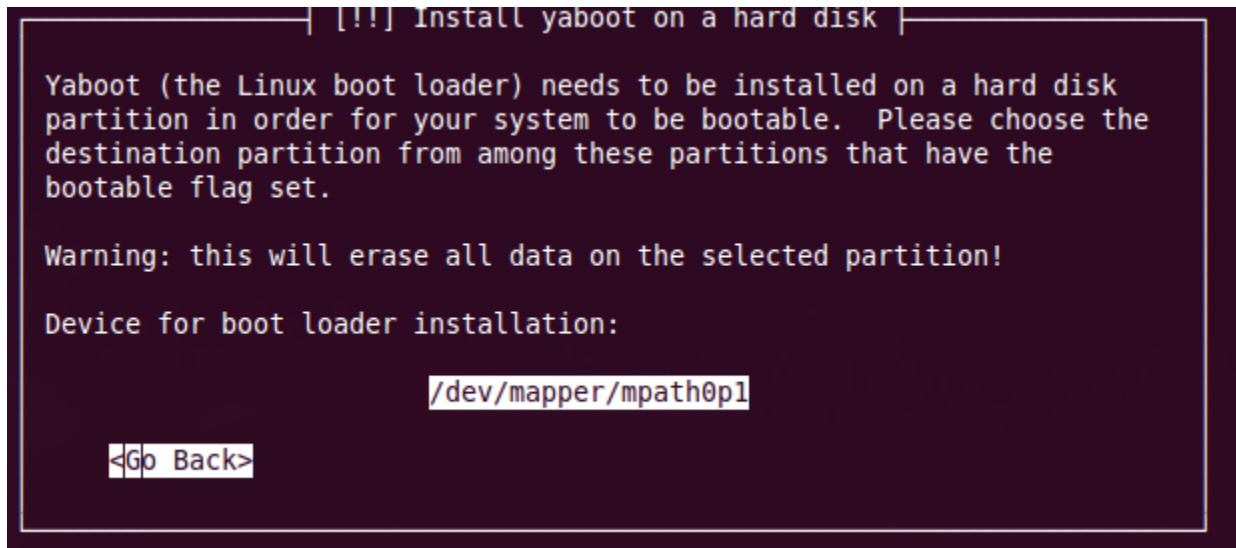 [!!] Install yaboot on a hard disk
Yaboot (the Linux boot loader) needs to be installed on a hard disk
partition in order for your system to be bootable.  Please choose the
destination partition from among these partitions that have the
bootable flag set.
Warning: this will erase all data on the selected partition!
Device for boot loader installation:
/dev/mapper/mpath0p1
<Go Back>